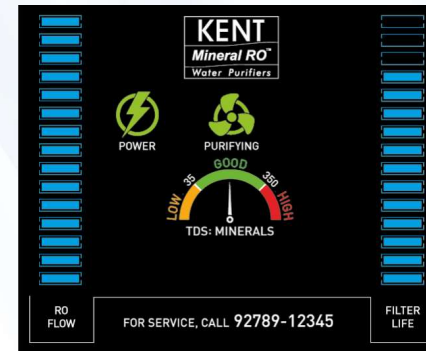 KENT
Mineral RO™
Water Purifiers
POWER
PURIFYING
LOW 35 GOOD 350 HIGH
TDS: MINERALS
RO
FLOW
FOR SERVICE, CALL 92789-12345
FILTER
LIFE